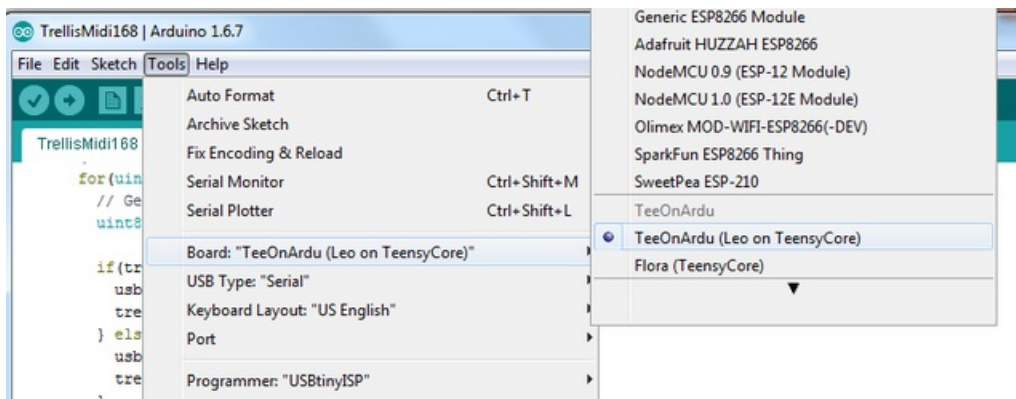 TrellisMidi168 | Arduino 1.6.7
File Edit Sketch Tools Help
TrellisMidi168
for(uin
// Ge
uint8
if(tr
usb
tre
} els
usb
tre
Auto Format Ctrl+T
Archive Sketch
Fix Encoding & Reload
Serial Monitor Ctrl+Shift+M
Serial Plotter Ctrl+Shift+L
Board: "TeeOnArdu (Leo on TeensyCore)"
USB Type: "Serial"
Keyboard Layout: "US English"
Port
Programmer: "USBtinyISP"
Generic ESP8266 Module
Adafruit HUZZAH ESP8266
NodeMCU 0.9 (ESP-12 Module)
NodeMCU 1.0 (ESP-12E Module)
Olimex MOD-WIFI-ESP8266(-DEV)
SparkFun ESP8266 Thing
SweetPea ESP-210
TeeOnArdu
TeeOnArdu (Leo on TeensyCore)
Flora (TeensyCore)